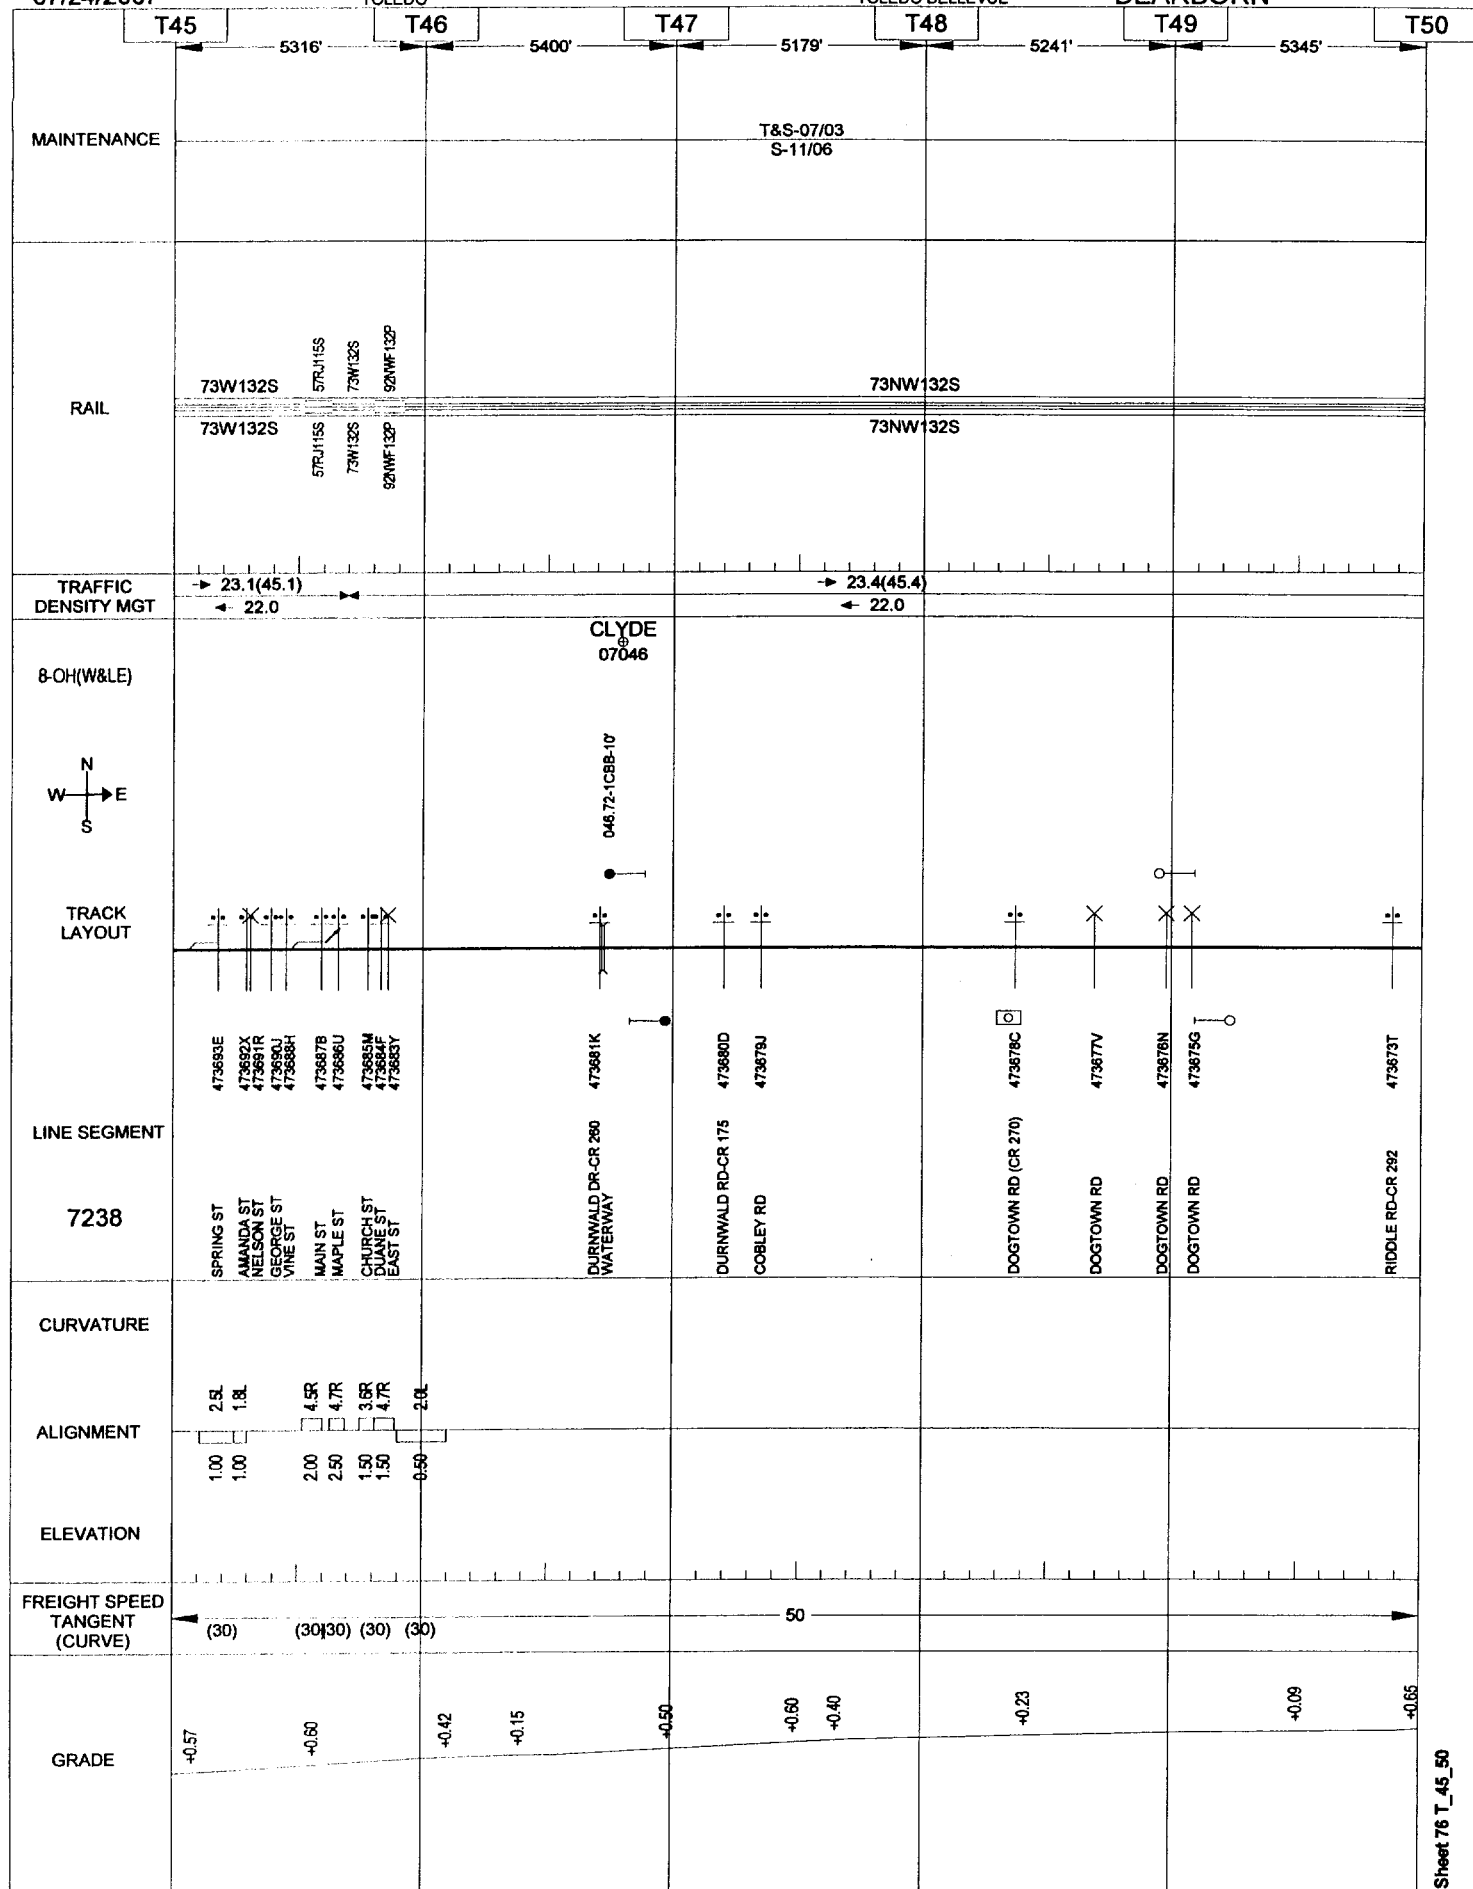 TOLEDO
TOLEDO BELLEVUE
DEARBORN
T45 T46 T47 T48 T49 T50
5316' 5400' 5179' 5241' 5345'
MAINTENANCE
T&S-07/03
S-11/06
RAIL
73W132S 57RJ115S 73W132S 92NWF132P 73NW132S
73W132S 57RJ115S 73W132S 92NWF132P 73NW132S
TRAFFIC
DENSITY MGT
23.1(45.1) 23.4(45.4)
22.0 22.0
CLYDE
07046
8-OH(W&LE)
N
W E
S
046.72-1CBB-10'
TRACK
LAYOUT
473693E
473692X
473691R
473690J
473688H
473687B
473686U
473685M
473684F
473683Y
473681K
473680D
473679J
473678C
473677V
473676N
473675G
473673T
LINE SEGMENT
7238
SPRING ST
AMANDA ST
NELSON ST
GEORGE ST
VINE ST
MAIN ST
MAPLE ST
CHURCH ST
DUANE ST
EAST ST
DURNWALD DR-CR 260
WATERWAY
DURNWALD RD-CR 175
COBLEY RD
DOGTOWN RD (CR 270)
DOGTOWN RD
DOGTOWN RD
DOGTOWN RD
RIDDLE RD-CR 292
CURVATURE
2.5L 1.8L 4.5R 4.7R 3.6R 4.7R 2.0L
ALIGNMENT
1.00 1.00 2.00 2.50 1.50 1.50 0.50
ELEVATION
FREIGHT SPEED
TANGENT
(CURVE)
50
(30) (30) (30) (30) (30)
GRADE
+0.57 +0.60 +0.42 +0.15 +0.50 +0.60 +0.40 +0.23 +0.09 +0.65
Sheet 76 T_45_50